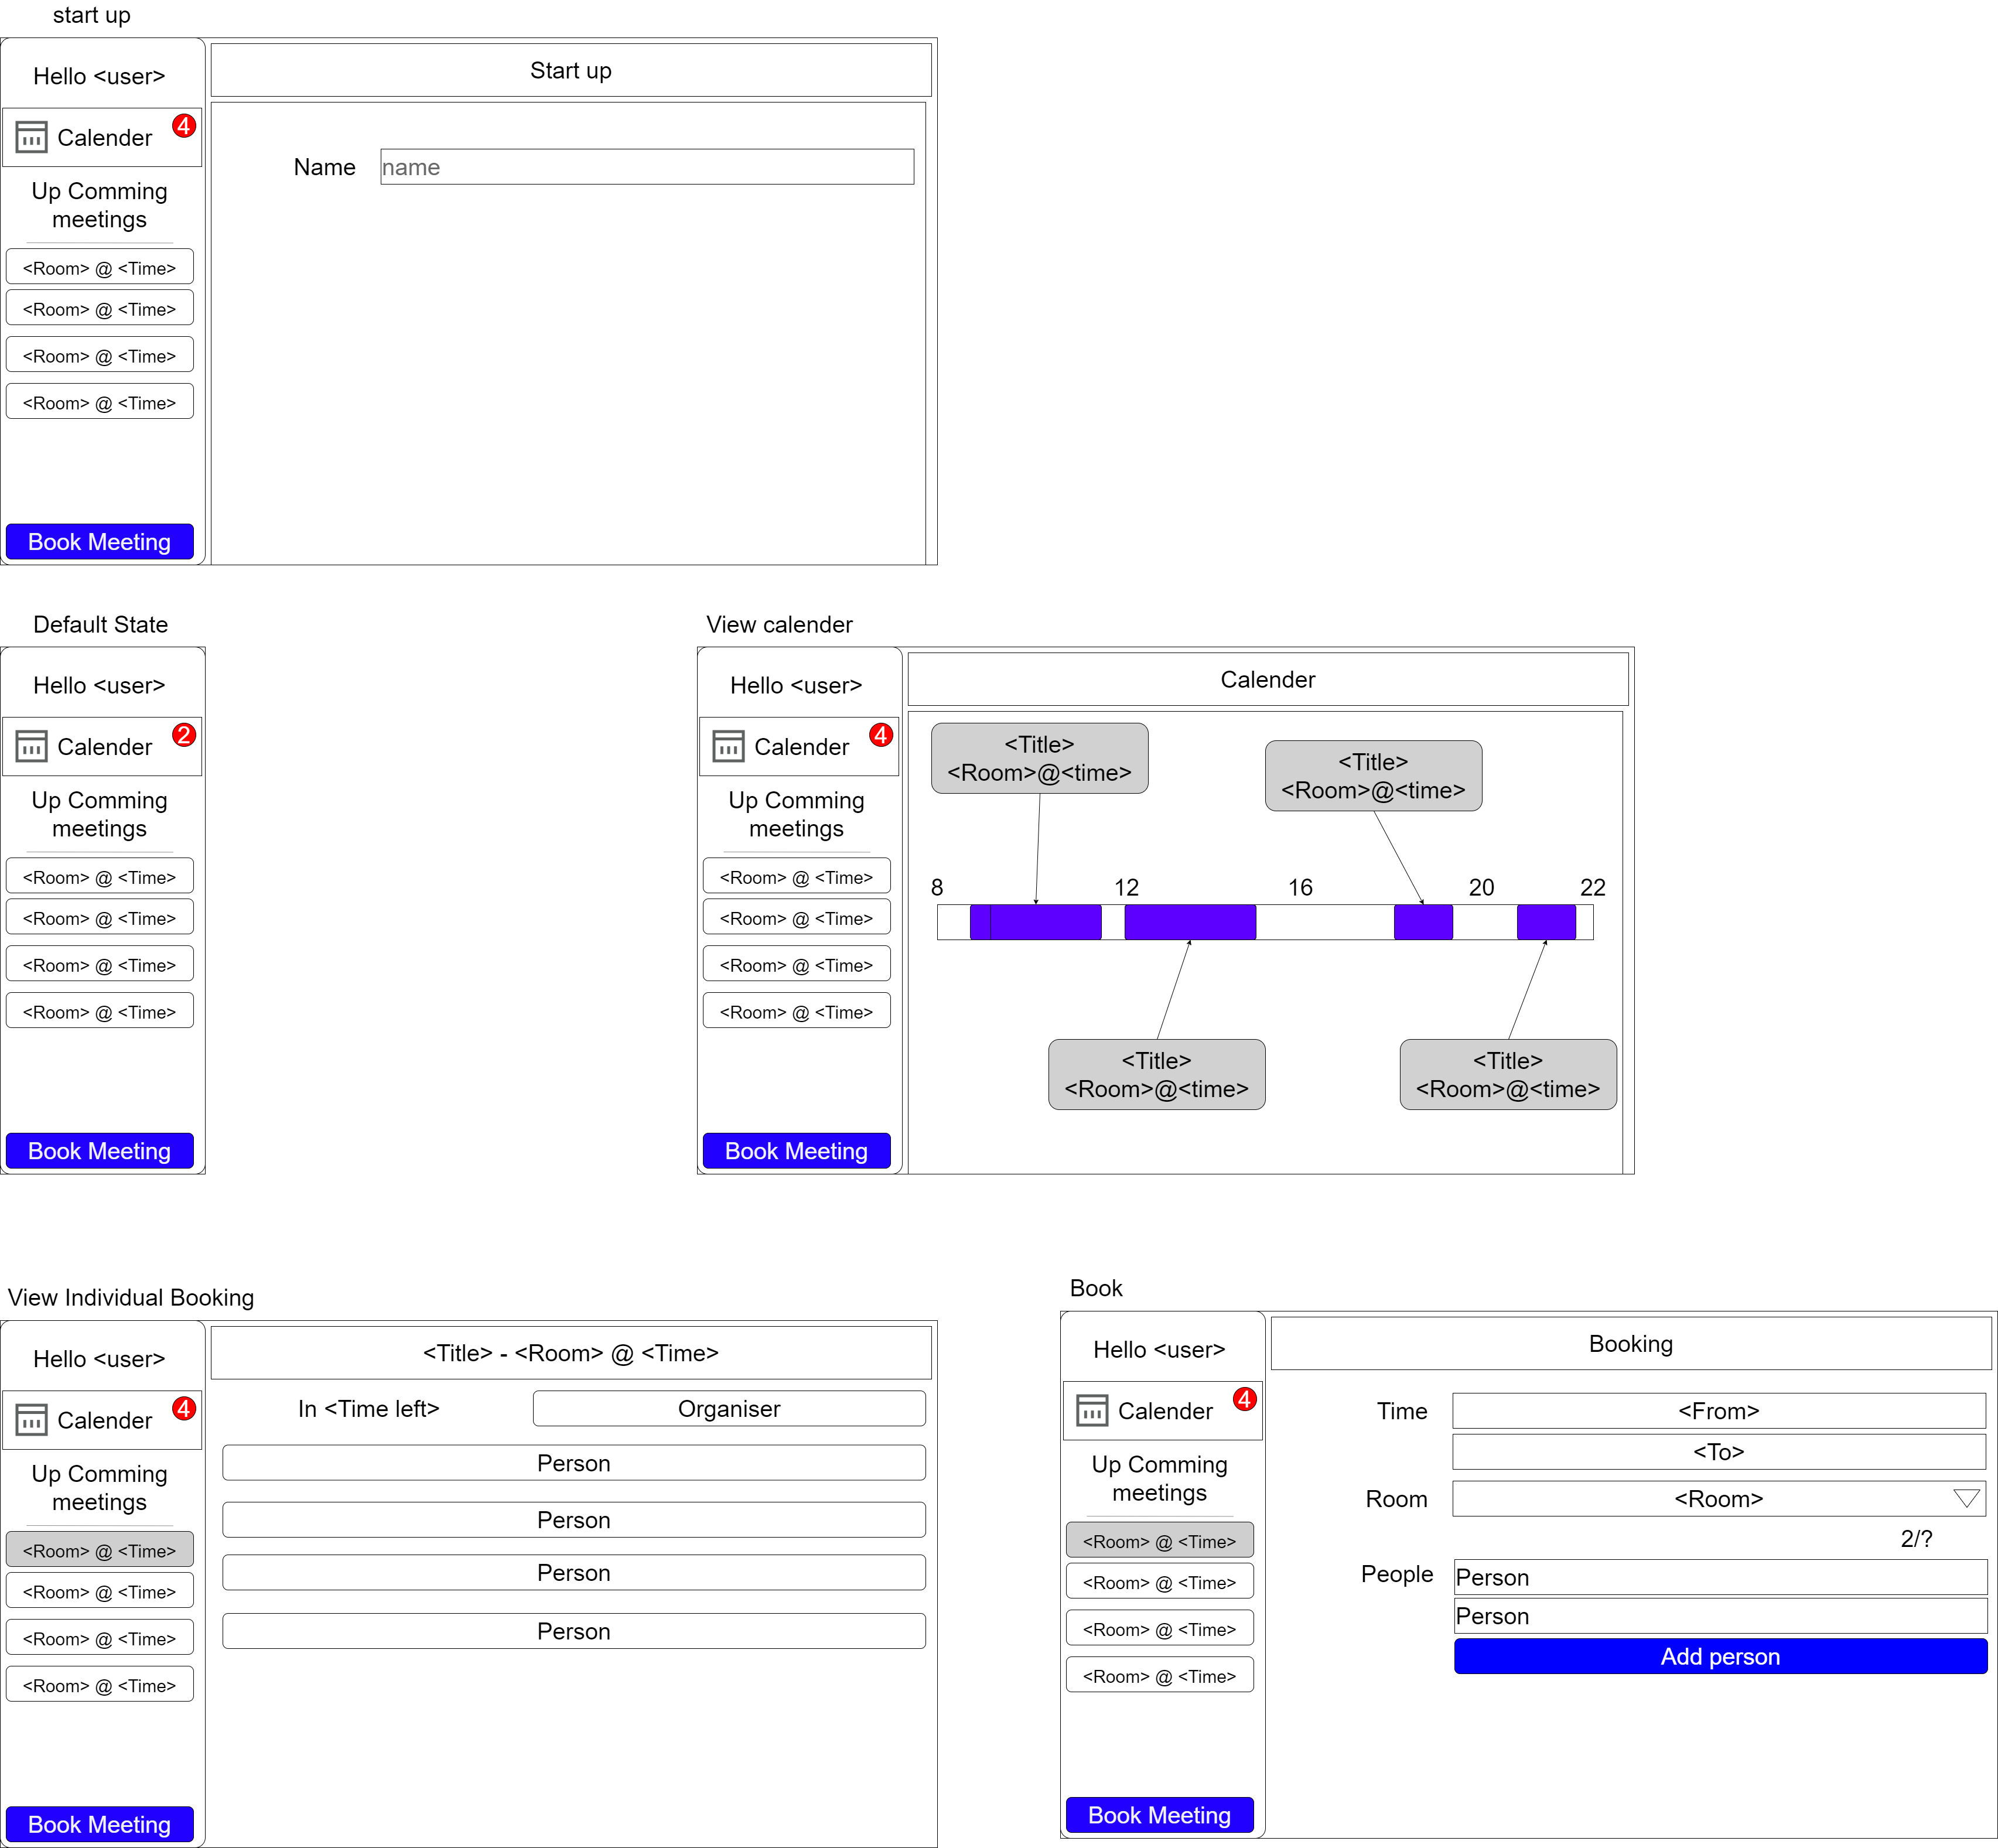 start up
Hello <user>
Calender
4
Up Comming
meetings
<Room> @ <Time>
<Room> @ <Time>
<Room> @ <Time>
<Room> @ <Time>
Book Meeting
Start up
Name
name
Default State
Hello <user>
Calender
2
Up Comming
meetings
<Room> @ <Time>
<Room> @ <Time>
<Room> @ <Time>
<Room> @ <Time>
Book Meeting
View calender
Hello <user>
Calender
4
Up Comming
meetings
<Room> @ <Time>
<Room> @ <Time>
<Room> @ <Time>
<Room> @ <Time>
Book Meeting
Calender
<Title>
<Room>@<time>
<Title>
<Room>@<time>
8
12
16
20
22
<Title>
<Room>@<time>
<Title>
<Room>@<time>
View Individual Booking
Hello <user>
Calender
4
Up Comming
meetings
<Room> @ <Time>
<Room> @ <Time>
<Room> @ <Time>
<Room> @ <Time>
Book Meeting
<Title> - <Room> @ <Time>
In <Time left>
Organiser
Person
Person
Person
Person
Book
Hello <user>
Calender
4
Up Comming
meetings
<Room> @ <Time>
<Room> @ <Time>
<Room> @ <Time>
<Room> @ <Time>
Book Meeting
Booking
Time
<From>
<To>
Room
<Room>
2/?
People
Person
Person
Add person